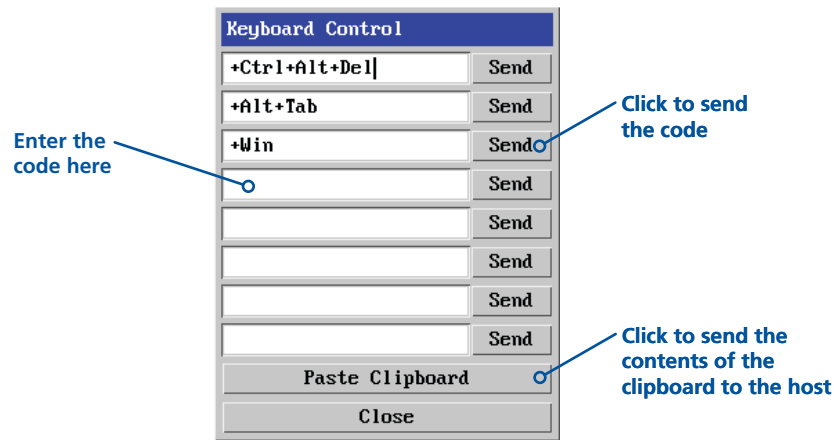 Keyboard Control
+Ctrl+Alt+Del Send
+Alt+Tab Send
+Win Send
Send
Send
Send
Send
Send
Paste Clipboard
Close
Enter the
code here
Click to send
the code
Click to send the
contents of the
clipboard to the host